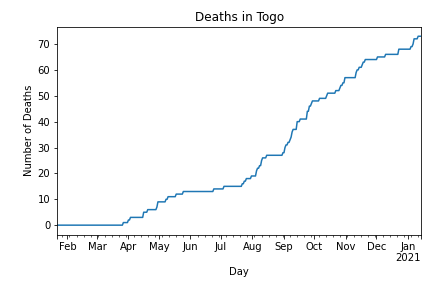 Deaths in Togo
Number of Deaths
70
60
50
40
30
20
10
0
Feb Mar Apr May Jun Jul Aug Sep Oct Nov Dec Jan
2021
Day